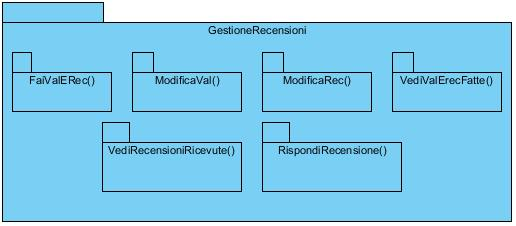 GestioneRecensioni
FaiValERec()
ModificaVal()
ModificaRec()
VediValErecFatte()
VediRecensioniRicevute()
RispondiRecensione()